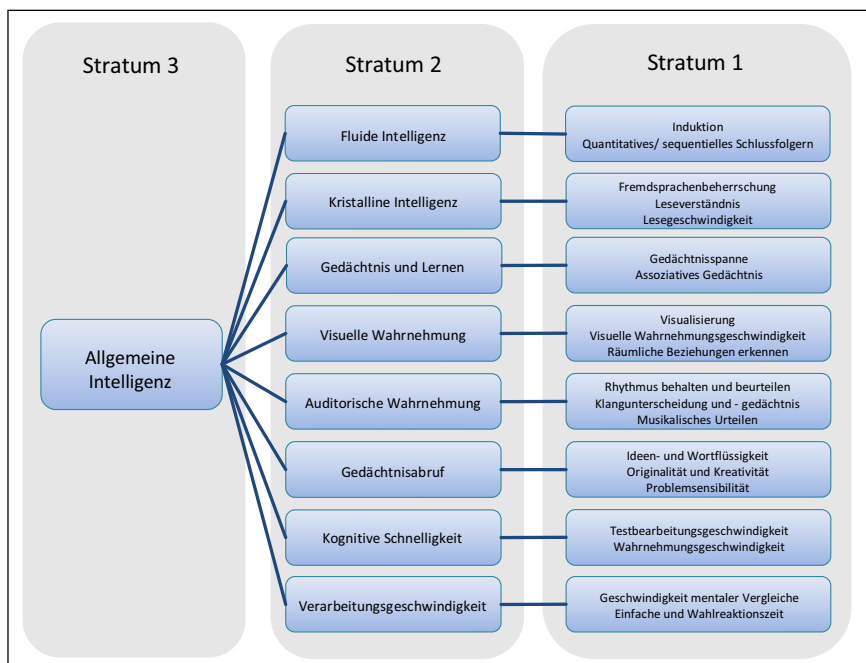 Stratum 3
Stratum 2
Stratum 1
Allgemeine
Intelligenz
Fluide Intelligenz
Induktion
Quantitatives/ sequentielles Schlussfolgern
Kristalline Intelligenz
Fremdsprachenbeherrschung
Leseverständnis
Lesegeschwindigkeit
Gedächtnis und Lernen
Gedächtnisspanne
Assoziatives Gedächtnis
Visuelle Wahrnehmung
Visualisierung
Visuelle Wahrnehmungsgeschwindigkeit
Räumliche Beziehungen erkennen
Auditorische Wahrnehmung
Rhythmus behalten und beurteilen
Klangunterscheidung und - gedächtnis
Musikalisches Urteilen
Gedächtnisabruf
Ideen- und Wortflüssigkeit
Originalität und Kreativität
Problemsensibilität
Kognitive Schnelligkeit
Testbearbeitungsgeschwindigkeit
Wahrnehmungsgeschwindigkeit
Verarbeitungsgeschwindigkeit
Geschwindigkeit mentaler Vergleiche
Einfache und Wahlreaktionszeit